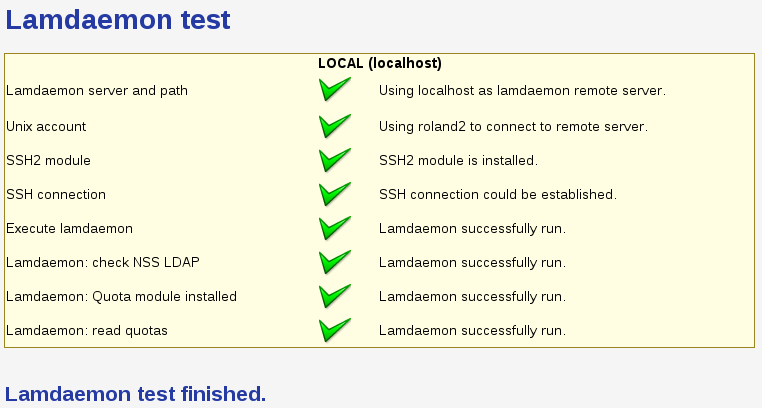 Lamdaemon test
LOCAL (localhost)
Lamdaemon server and path Using localhost as lamdaemon remote server.
Unix account Using roland2 to connect to remote server.
SSH2 module SSH2 module is installed.
SSH connection SSH connection could be established.
Execute lamdaemon Lamdaemon successfully run.
Lamdaemon: check NSS LDAP Lamdaemon successfully run.
Lamdaemon: Quota module installed Lamdaemon successfully run.
Lamdaemon: read quotas Lamdaemon successfully run.
Lamdaemon test finished.